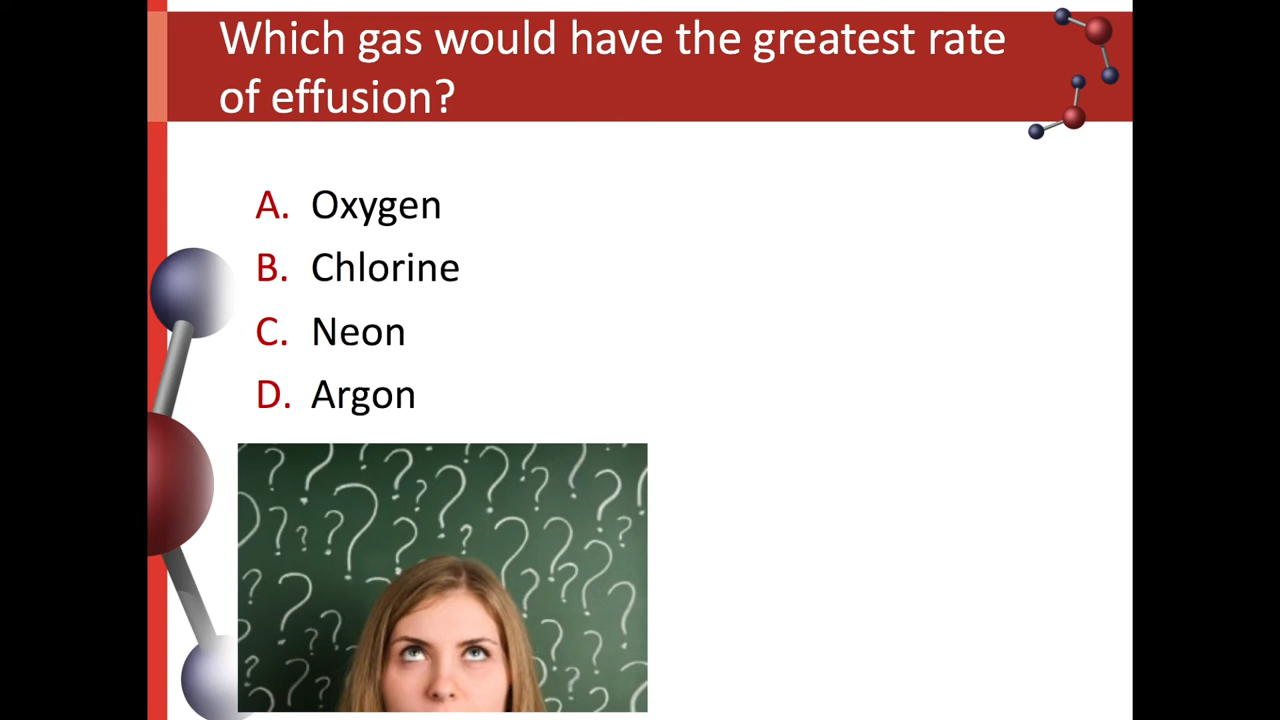 Which gas would have the greatest rate
of effusion?
A. Oxygen
B. Chlorine
C. Neon
D. Argon